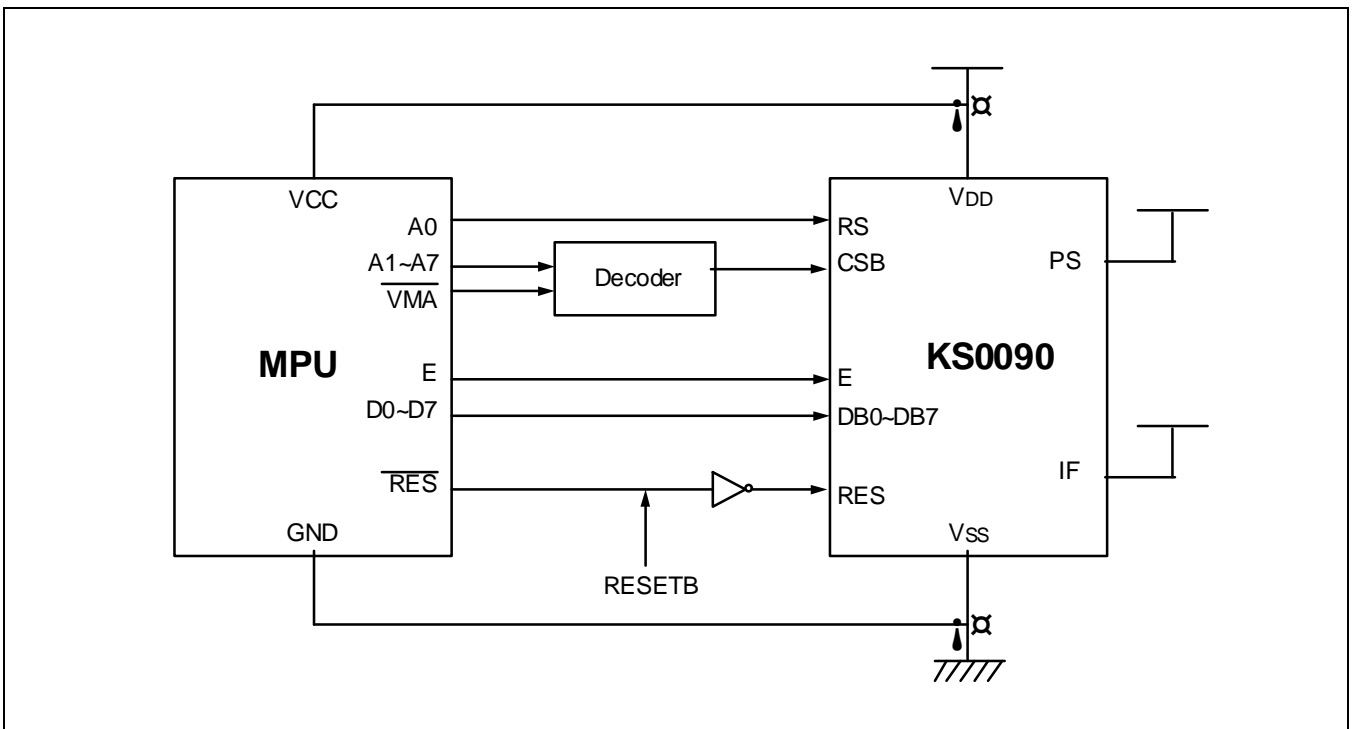 VCC
A0
A1~A7
VMA
MPU
E
D0~D7
RES
GND
Decoder
RESETB
VDD
RS
CSB
PS
KS0090
E
DB0~DB7
IF
RES
VSS